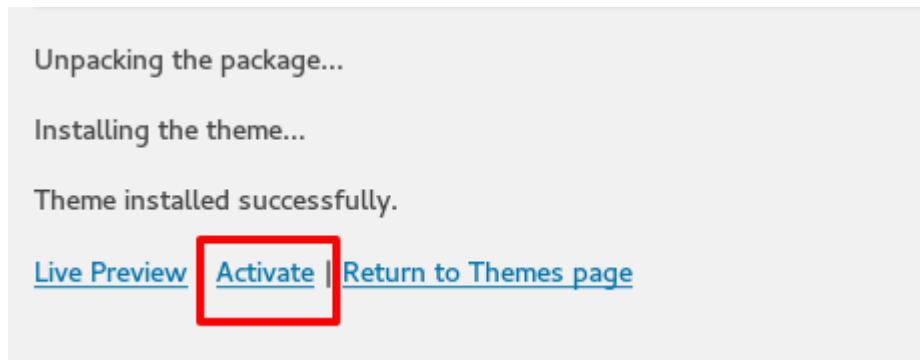 Unpacking the package...
Installing the theme...
Theme installed successfully.
Live Preview Activate | Return to Themes page